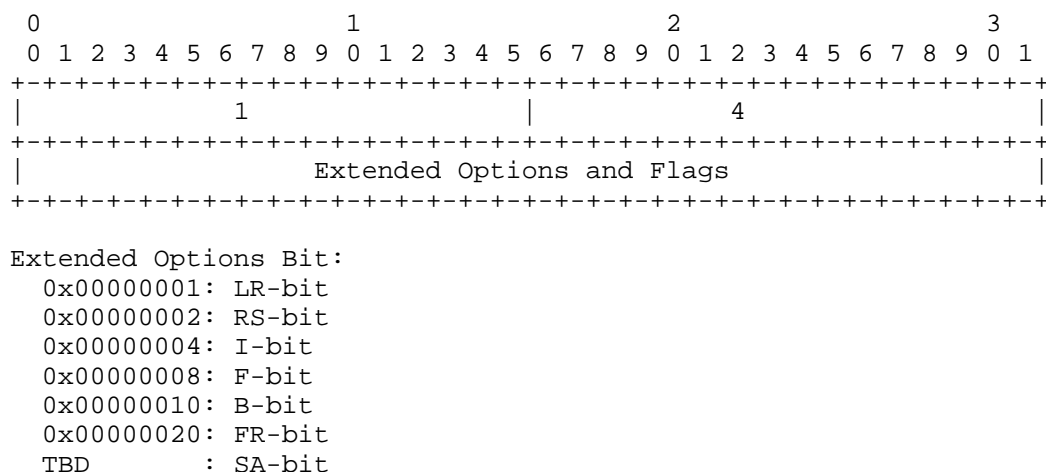 0                   1                   2                   3
 0 1 2 3 4 5 6 7 8 9 0 1 2 3 4 5 6 7 8 9 0 1 2 3 4 5 6 7 8 9 0 1
+-+-+-+-+-+-+-+-+-+-+-+-+-+-+-+-+-+-+-+-+-+-+-+-+-+-+-+-+-+-+-+-+
|             1                 |            4                  |
+-+-+-+-+-+-+-+-+-+-+-+-+-+-+-+-+-+-+-+-+-+-+-+-+-+-+-+-+-+-+-+-+
|                  Extended Options and Flags                   |
+-+-+-+-+-+-+-+-+-+-+-+-+-+-+-+-+-+-+-+-+-+-+-+-+-+-+-+-+-+-+-+-+
Extended Options Bit:
  0x00000001: LR-bit
  0x00000002: RS-bit
  0x00000004: I-bit
  0x00000008: F-bit
  0x00000010: B-bit
  0x00000020: FR-bit
  TBD       : SA-bit